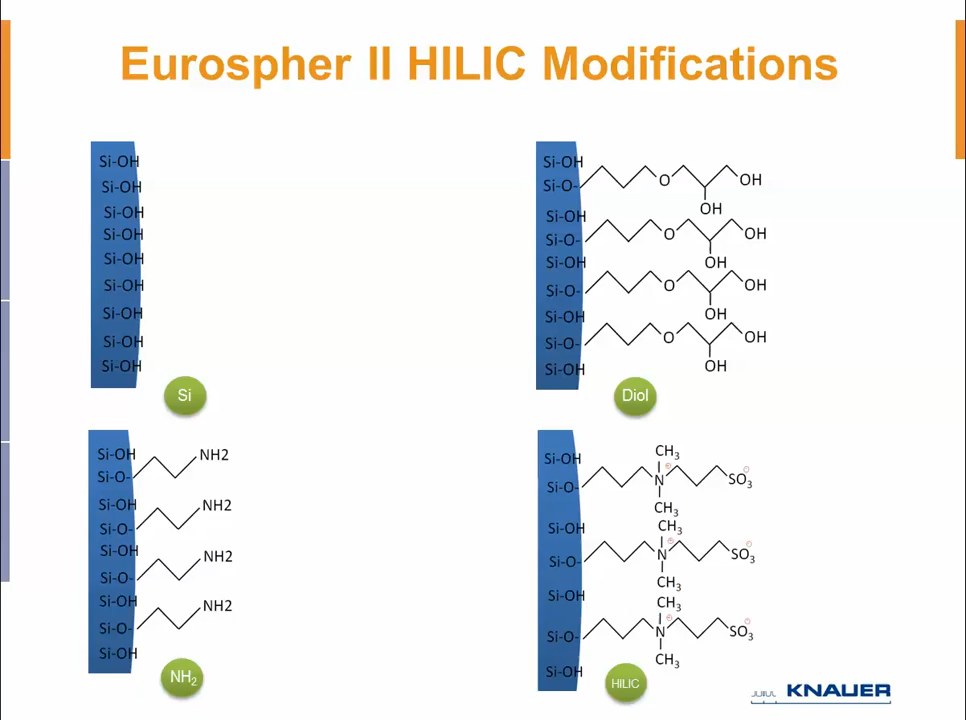 Eurospher II HILIC Modifications
Si-OH
Si-OH
Si-OH
Si-OH
Si-OH
Si-OH
Si-OH
Si-OH
Si-OH
Si
Si-OH
Si-O- O OH
OH
Si-OH
Si-O- O OH
Si-OH OH
Si-O- O OH
Si-OH OH
Si-O- O OH
Si-OH OH
Diol
Si-OH NH2
Si-O-
Si-OH NH2
Si-O-
Si-OH NH2
Si-O-
Si-OH NH2
Si-O-
Si-OH
NH₂
CH₃
Si-OH
Si-O- N⊕ SO₃⊖
CH₃
CH₃
Si-OH
Si-O- N⊕ SO₃⊖
CH₃
Si-OH CH₃
Si-O- N⊕ SO₃⊖
CH₃
Si-OH
HILIC
KNAUER